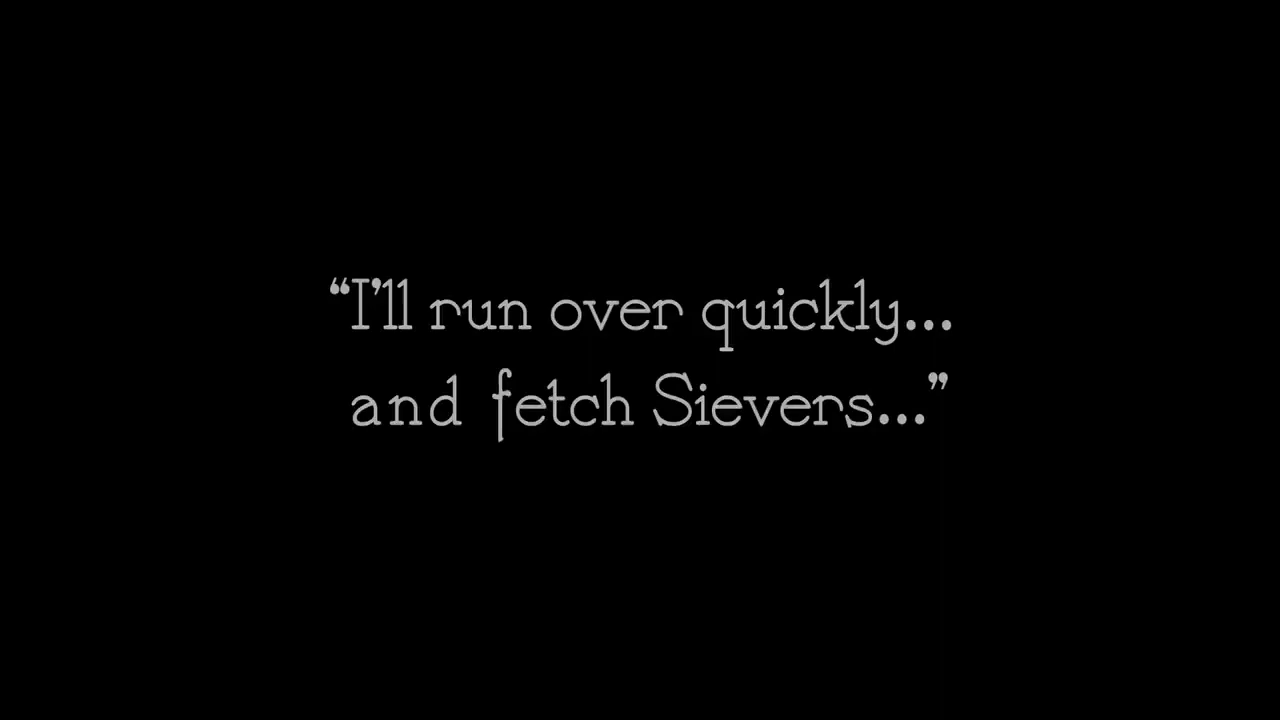 “I’ll run over quickly...
and fetch Sievers...”